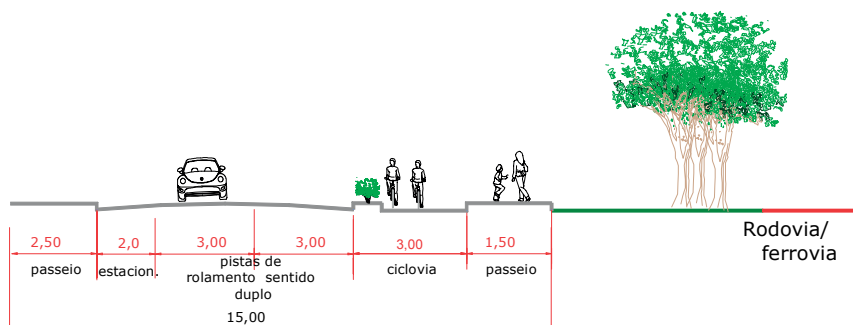 Rodovia/
ferrovia
2,50
2,0
3,00
3,00
3,00
1,50
passeio
estacion.
pistas de
rolamento sentido
duplo
ciclovia
passeio
15,00